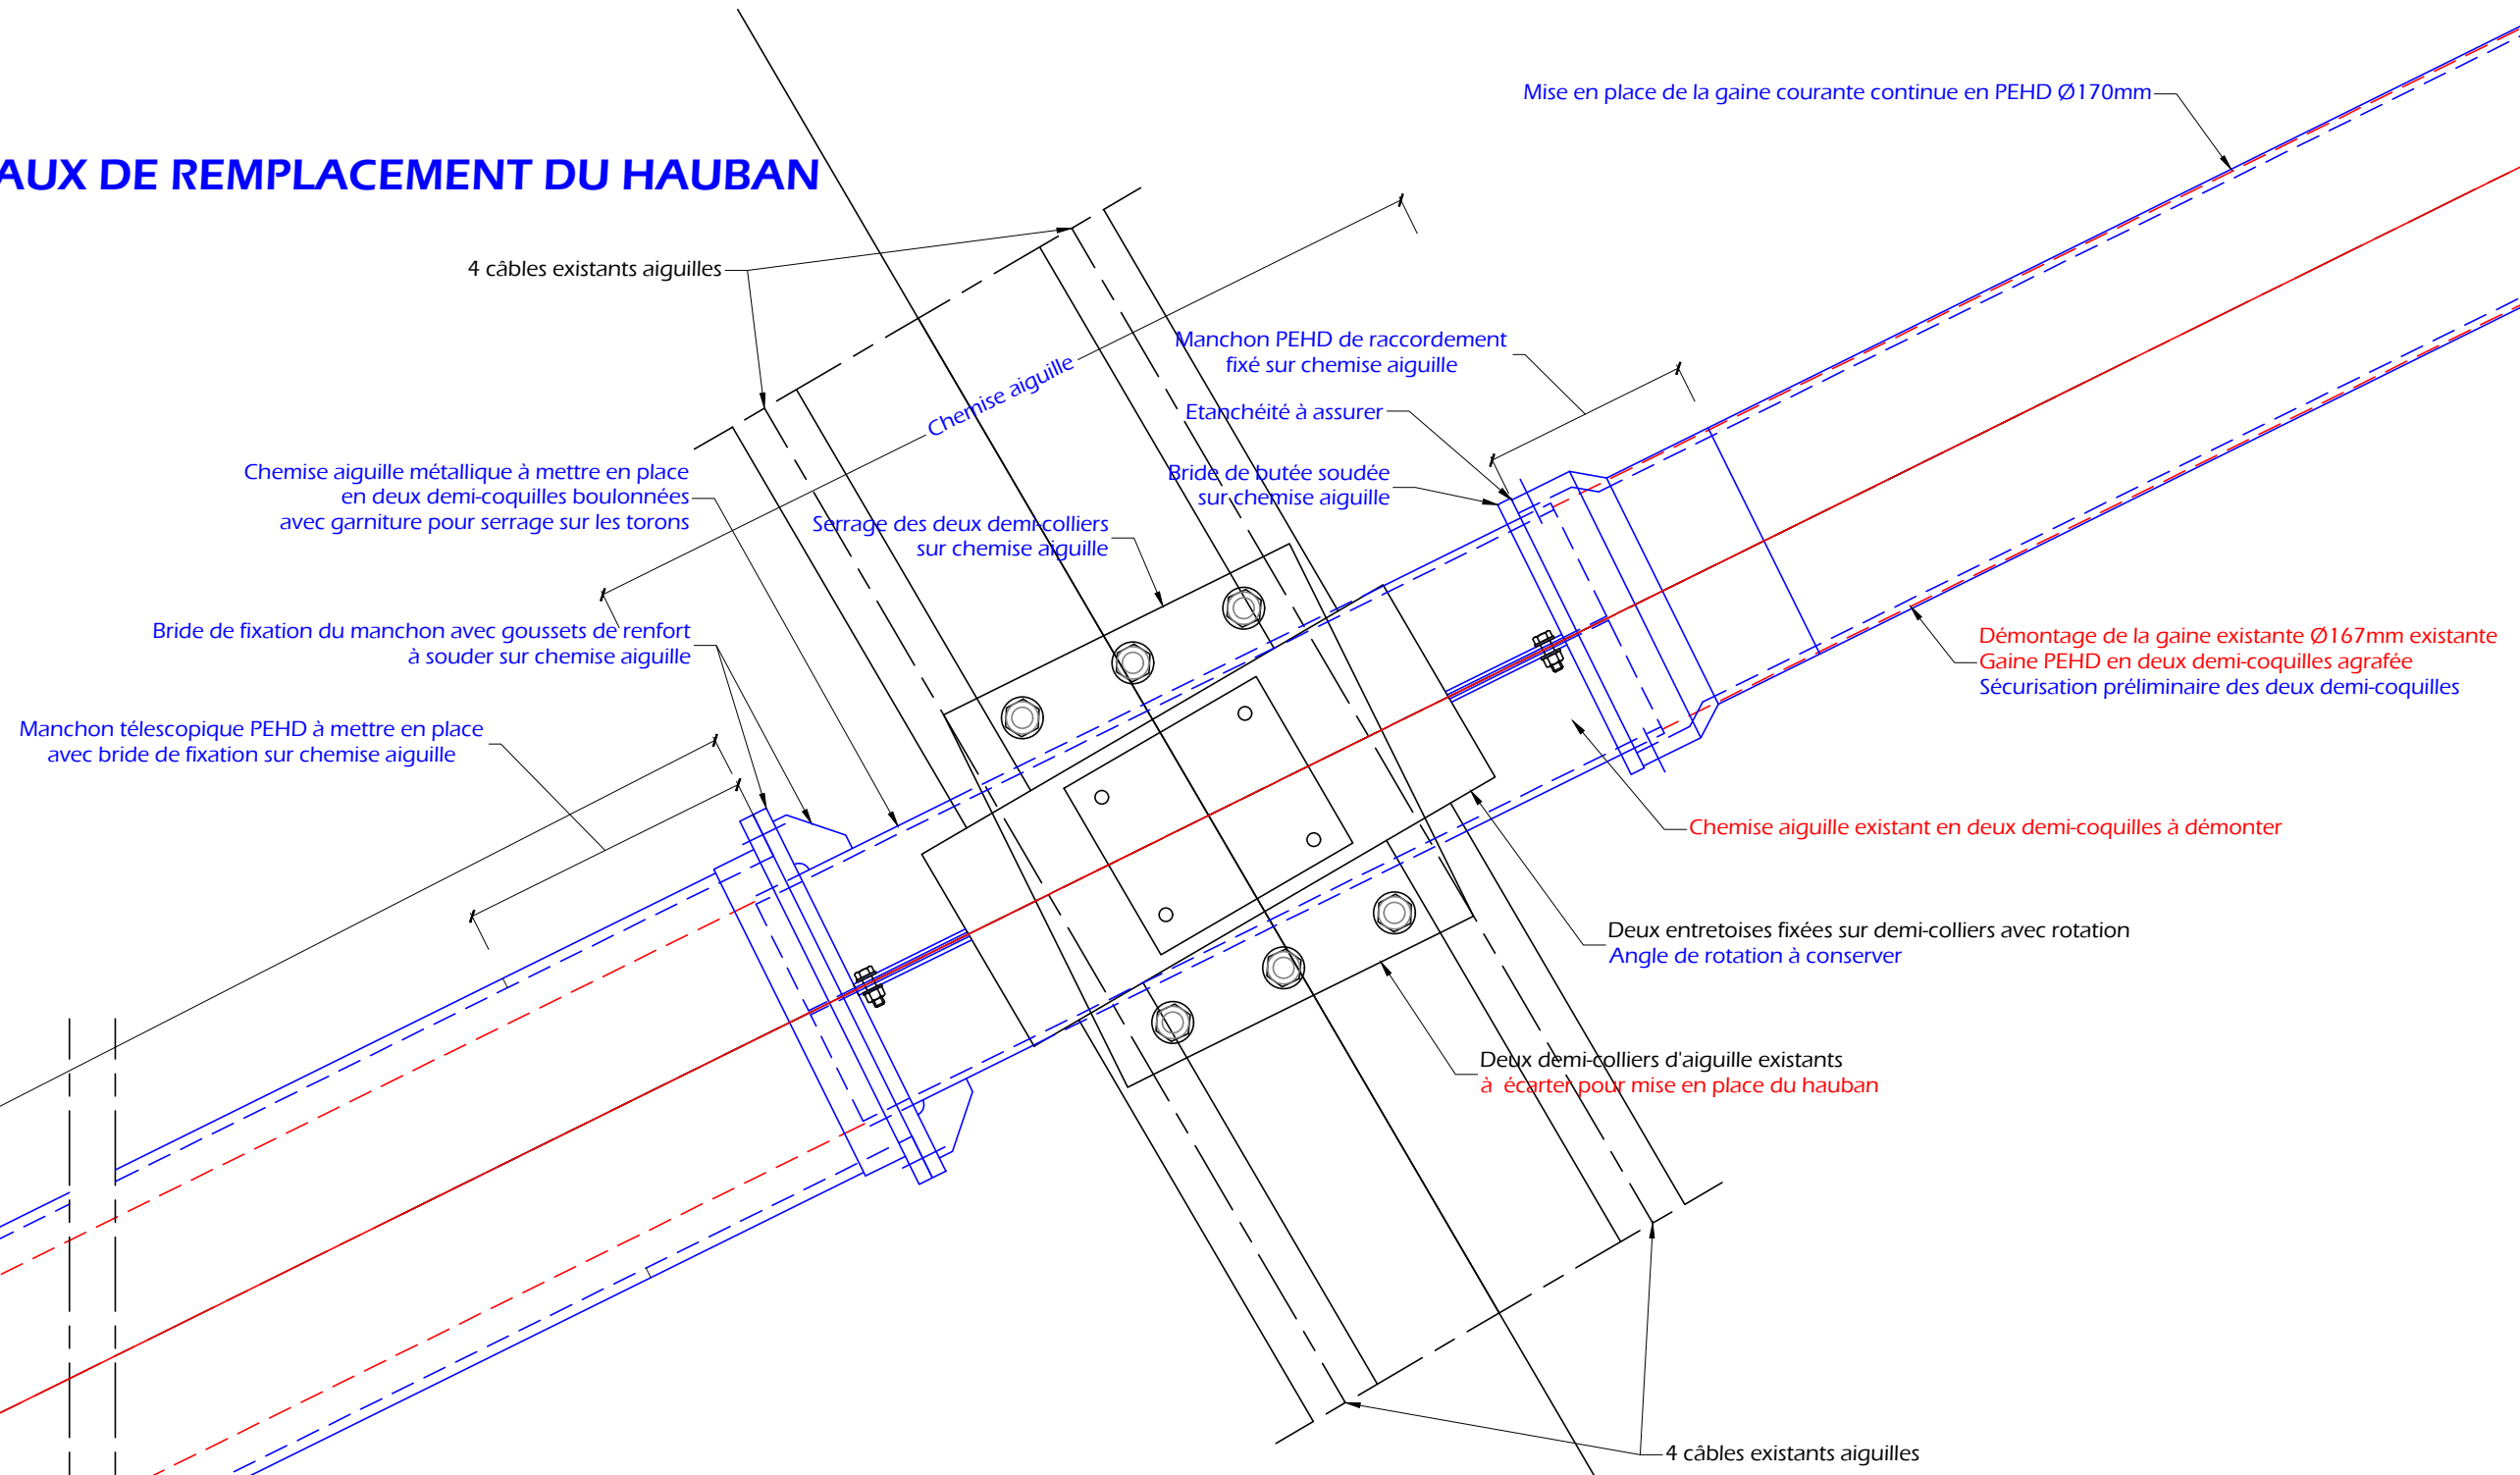 Mise en place de la gaine courante continue en PEHD Ø170mm
AUX DE REMPLACEMENT DU HAUBAN
4 câbles existants aiguilles
Manchon PEHD de raccordement
fixé sur chemise aiguille
Chemise aiguille
Etanchéité à assurer
Chemise aiguille métallique à mettre en place
en deux demi-coquilles boulonnées
avec garniture pour serrage sur les torons
Bride de butée soudée
sur chemise aiguille
Serrage des deux demi-colliers
sur chemise aiguille
Bride de fixation du manchon avec goussets de renfort
à souder sur chemise aiguille
Démontage de la gaine existante Ø167mm existante
Gaine PEHD en deux demi-coquilles agrafée
Sécurisation préliminaire des deux demi-coquilles
Manchon télescopique PEHD à mettre en place
avec bride de fixation sur chemise aiguille
Chemise aiguille existant en deux demi-coquilles à démonter
Deux entretoises fixées sur demi-colliers avec rotation
Angle de rotation à conserver
Deux demi-colliers d'aiguille existants
à écarter pour mise en place du hauban
4 câbles existants aiguilles